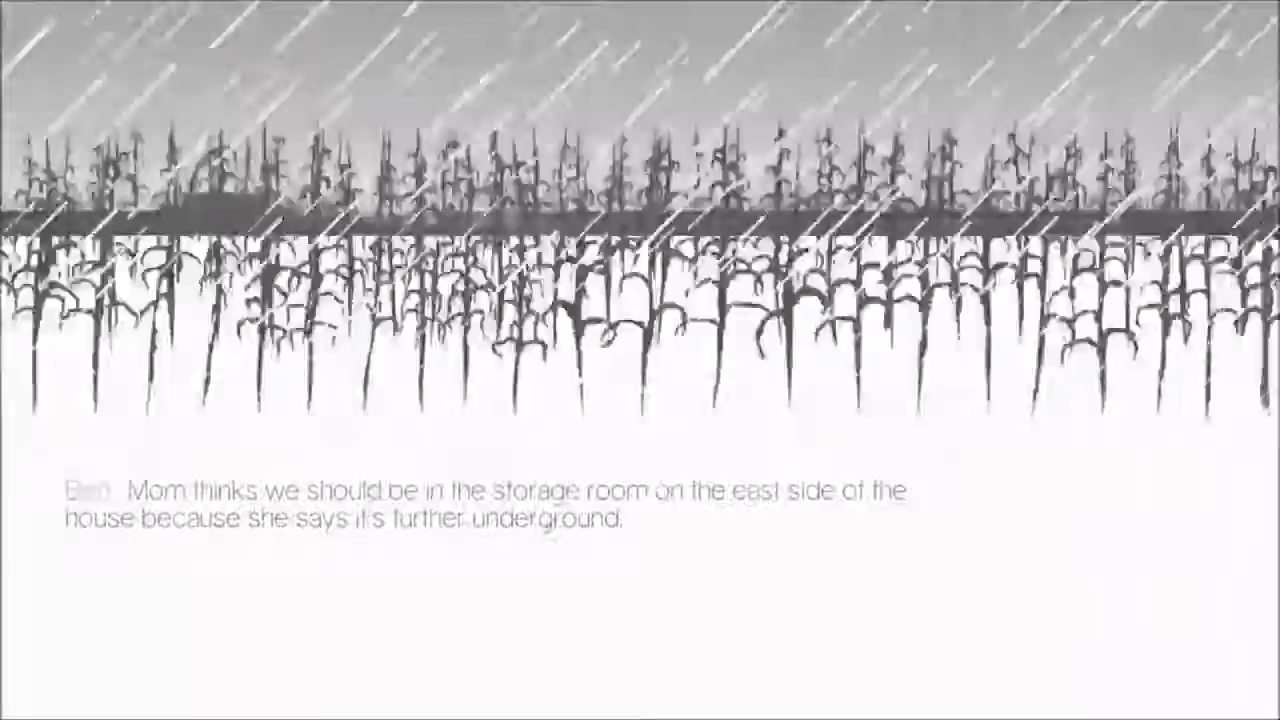 Ben: Mom thinks we should be in the storage room on the east side of the
house because she says it's further underground.